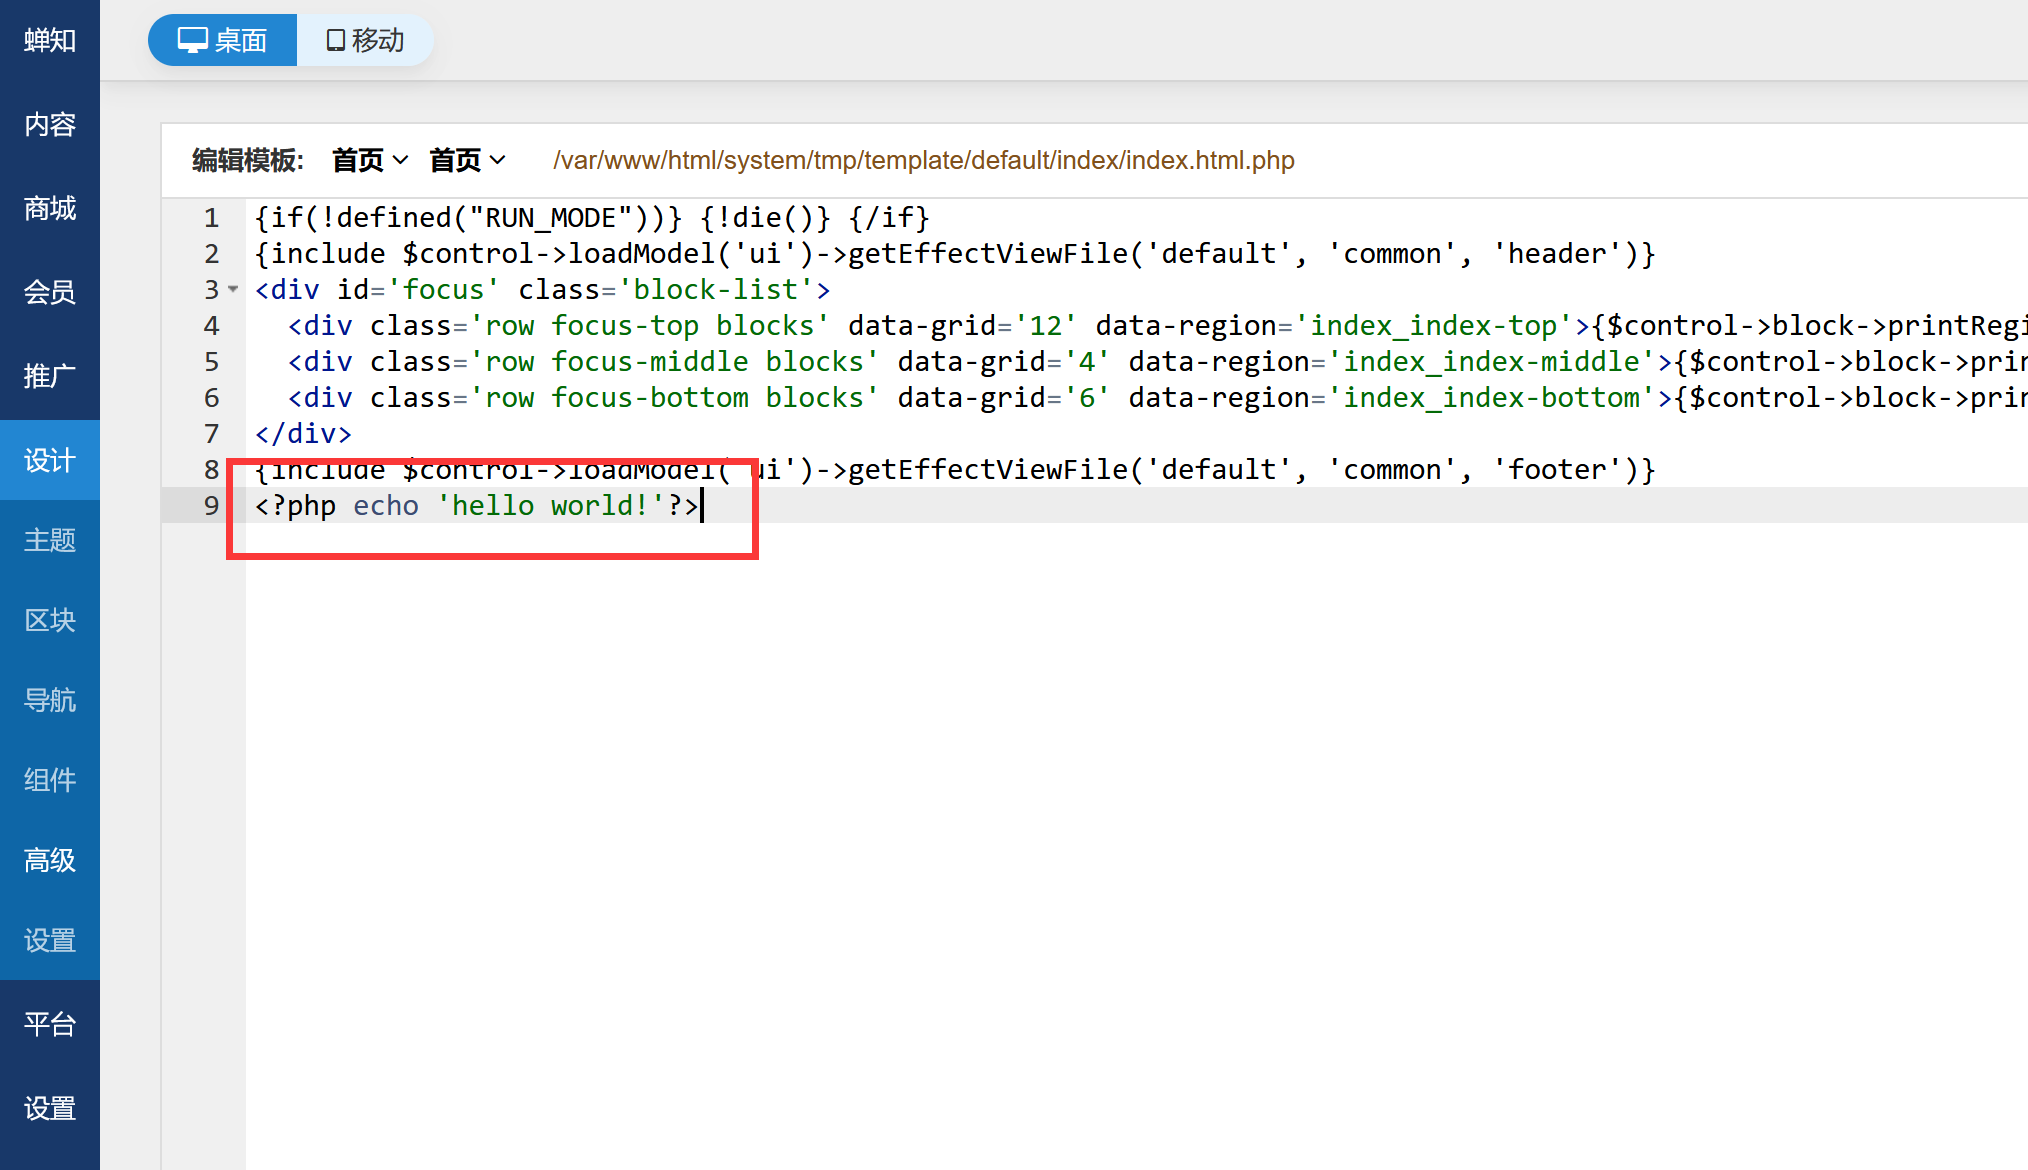 蝉知
内容
商城
会员
推广
设计
主题
区块
导航
组件
高级
设置
平台
设置
桌面 移动
编辑模板: 首页 首页 /var/www/html/system/tmp/template/default/index/index.html.php
1 {if(!defined("RUN_MODE"))} {!die()} {/if}
2 {include $control->loadModel('ui')->getEffectViewFile('default', 'common', 'header')}
3 <div id='focus' class='block-list'>
4 <div class='row focus-top blocks' data-grid='12' data-region='index_index-top'>{$control->block->printRegi
5 <div class='row focus-middle blocks' data-grid='4' data-region='index_index-middle'>{$control->block->prin
6 <div class='row focus-bottom blocks' data-grid='6' data-region='index_index-bottom'>{$control->block->prin
7 </div>
8 {include $control->loadModel('ui')->getEffectViewFile('default', 'common', 'footer')}
9 <?php echo 'hello world!'?>